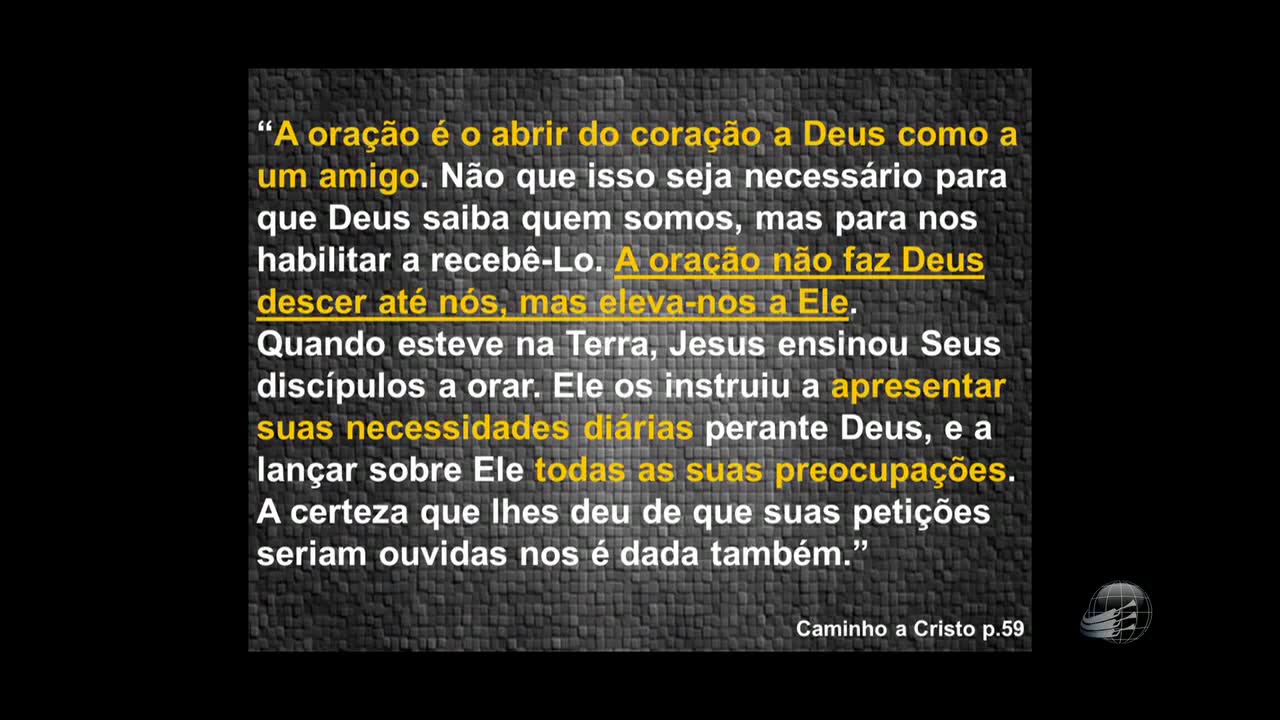 “A oração é o abrir do coração a Deus como a
um amigo. Não que isso seja necessário para
que Deus saiba quem somos, mas para nos
habilitar a recebê-Lo. A oração não faz Deus
descer até nós, mas eleva-nos a Ele.
Quando esteve na Terra, Jesus ensinou Seus
discípulos a orar. Ele os instruiu a apresentar
suas necessidades diárias perante Deus, e a
lançar sobre Ele todas as suas preocupações.
A certeza que lhes deu de que suas petições
seriam ouvidas nos é dada também.”
Caminho a Cristo p.59